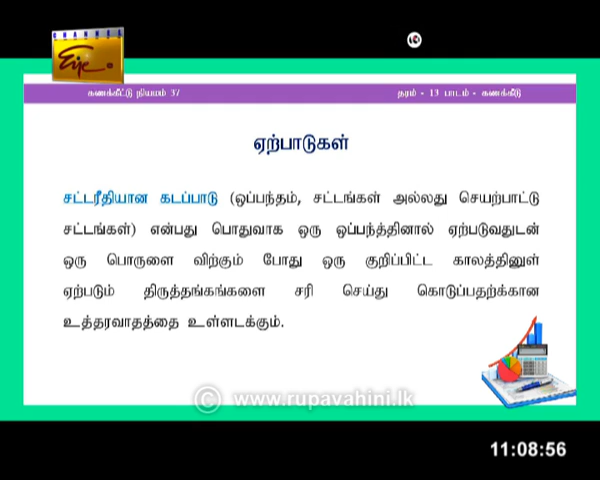 CHANNEL
Eye
கணக்கீட்டு நியமம் 37
தரம் - 13 பாடம் - கணக்கீடு
ஏற்பாடுகள்
சட்டரீதியான கடப்பாடு (ஒப்பந்தம், சட்டங்கள் அல்லது செயற்பாட்டு
சட்டங்கள்) என்பது பொதுவாக ஒரு ஒப்பந்த்தினால் ஏற்படுவதுடன்
ஒரு பொருளை விற்கும் போது ஒரு குறிப்பிட்ட காலத்தினுள்
ஏற்படும் திருத்தங்கங்களை சரி செய்து கொடுப்பதற்க்கான
உத்தரவாதத்தை உள்ளடக்கும்.
© www.rupavahini.lk
11:08:56